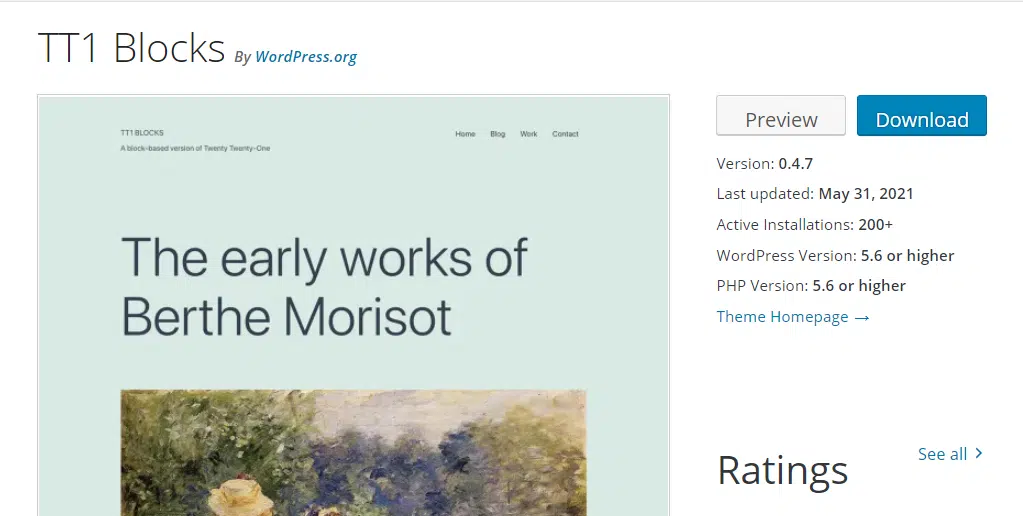 TT1 Blocks By WordPress.org
TT1 BLOCKS
A block-based version of Twenty Twenty-One
Home Blog Work Contact
The early works of
Berthe Morisot
Preview Download
Version: 0.4.7
Last updated: May 31, 2021
Active Installations: 200+
WordPress Version: 5.6 or higher
PHP Version: 5.6 or higher
Theme Homepage →
Ratings
See all >